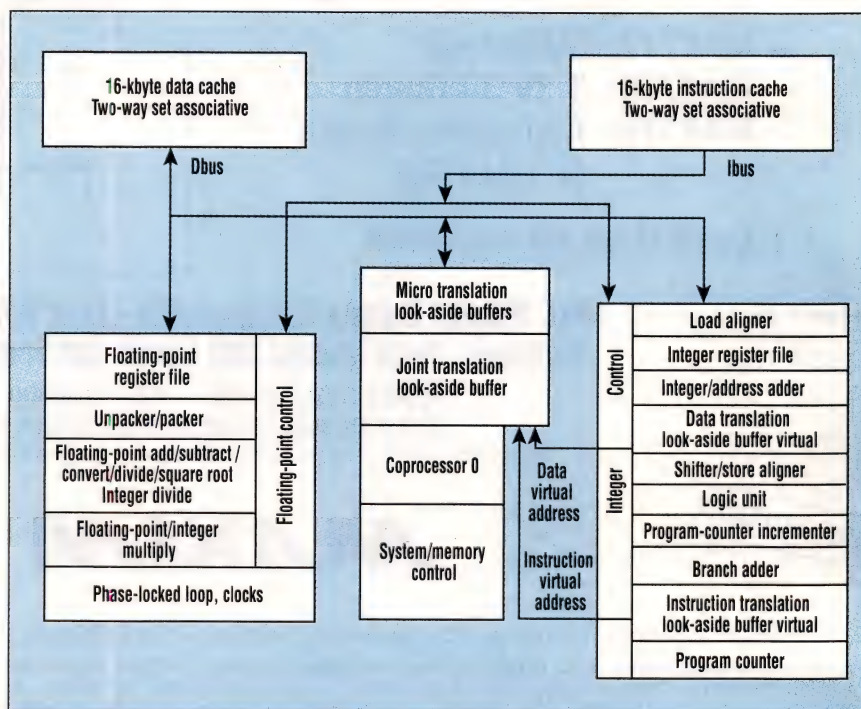 16-kbyte data cache
Two-way set associative
16-kbyte instruction cache
Two-way set associative
Dbus
Ibus
Floating-point
register file
Unpacker/packer
Floating-point add/subtract/
convert/divide/square root
Integer divide
Floating-point/integer
multiply
Floating-point control
Phase-locked loop, clocks
Micro translation
look-aside buffers
Joint translation
look-aside buffer
Coprocessor 0
System/memory
control
Data
virtual
address
Instruction
virtual
address
Control
Integer
Load aligner
Integer register file
Integer/address adder
Data translation
look-aside buffer virtual
Shifter/store aligner
Logic unit
Program-counter incrementer
Branch adder
Instruction translation
look-aside buffer virtual
Program counter